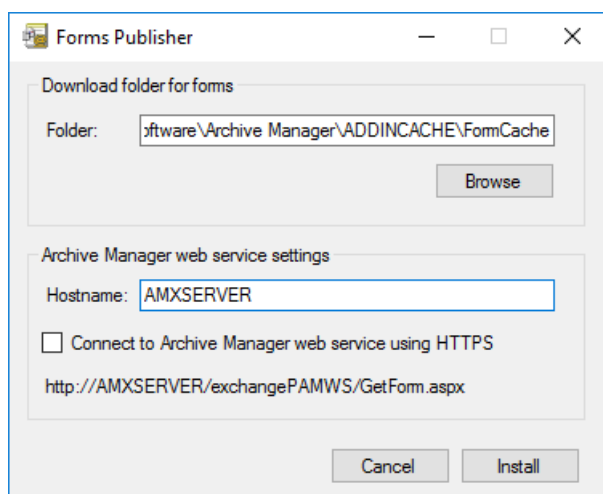 Forms Publisher
Download folder for forms
Folder: oftware\Archive Manager\ADDINCACHE\FormCache
Browse
Archive Manager web service settings
Hostname: AMXSERVER
Connect to Archive Manager web service using HTTPS
http://AMXSERVER/exchangePAMWS/GetForm.aspx
Cancel Install